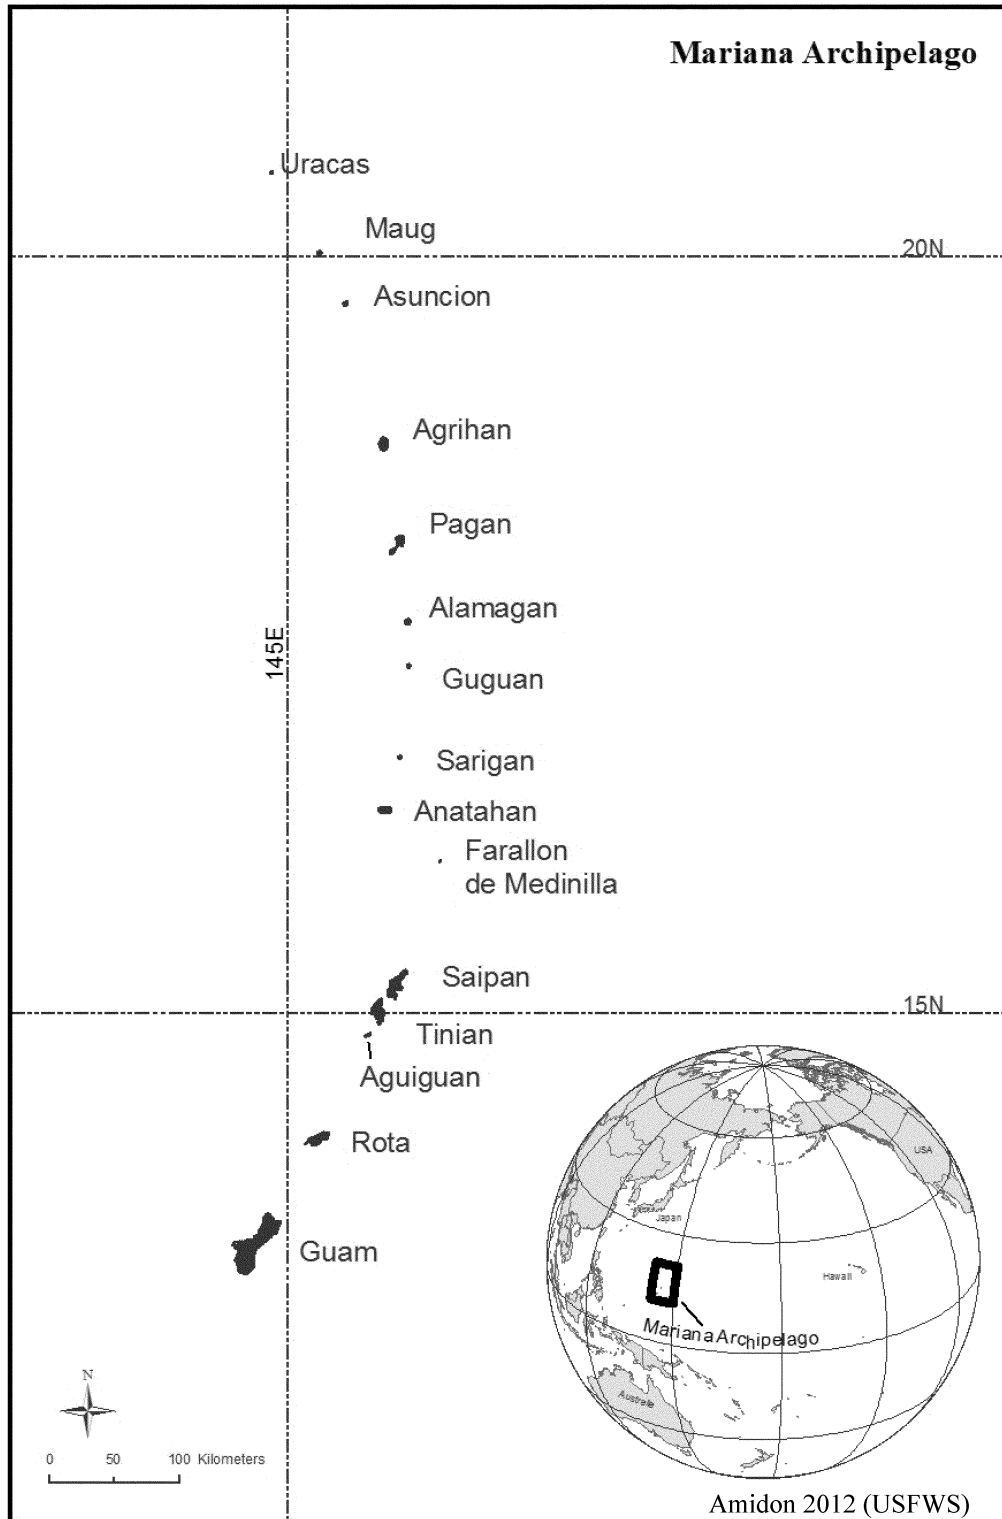 Mariana Archipelago
Uracas
Maug
20N
Asuncion
Agrihan
Pagan
Alamagan
145E
Guguan
Sarigan
Anatahan
Farallon
de Medinilla
Saipan
15N
Tinian
Aguiguan
Rota
Guam
USA
Japan
Hawaii
Mariana Archipelago
Australia
N
0 50 100 Kilometers
Amidon 2012 (USFWS)